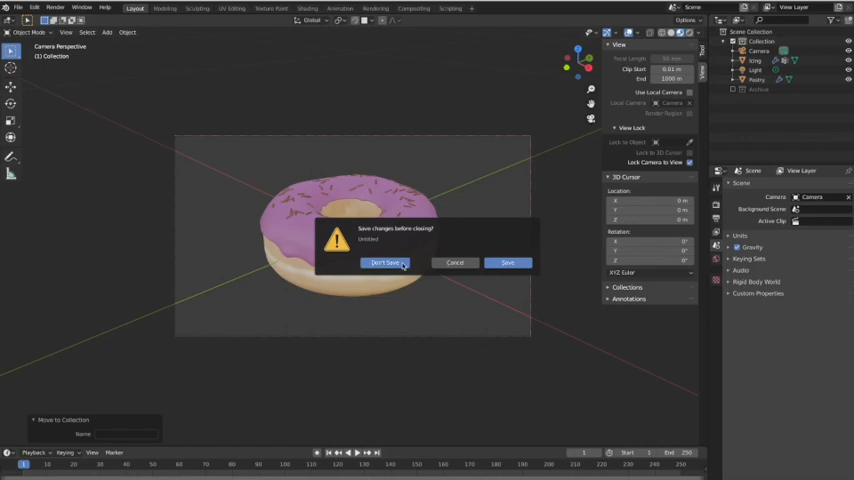 File Edit Render Window Help Layout Modeling Sculpting UV Editing Texture Paint Shading Animation Rendering Compositing Scripting Scene View Layer
Global Options
Object Mode View Select Add Object
Camera Perspective
(1) Collection
View
Focal Length 50 mm
Clip Start 0.01 m
End 1000 m
Use Local Camera
Local Camera Camera
Render Region
View Lock
Lock to Object
Lock to 3D Cursor
Lock Camera to View
3D Cursor
Location:
X 0 m
Y 0 m
Z 0 m
Rotation:
X 0°
Y 0°
Z 0°
XYZ Euler
Collections
Annotations
Tool
View
Scene Collection
Collection
Camera
Icing
Light
Pastry
Archive
Scene View Layer
Scene
Camera Camera
Background Scene
Active Clip
Units
Gravity
Keying Sets
Audio
Rigid Body World
Custom Properties
Save changes before closing?
Untitled
Don't Save Cancel Save
Move to Collection
Name
Playback Keying View Marker 1 Start 1 End 250
1 10 20 30 40 50 60 70 80 90 100 110 120 130 140 150 160 170 180 190 200 210 220 230 240 250